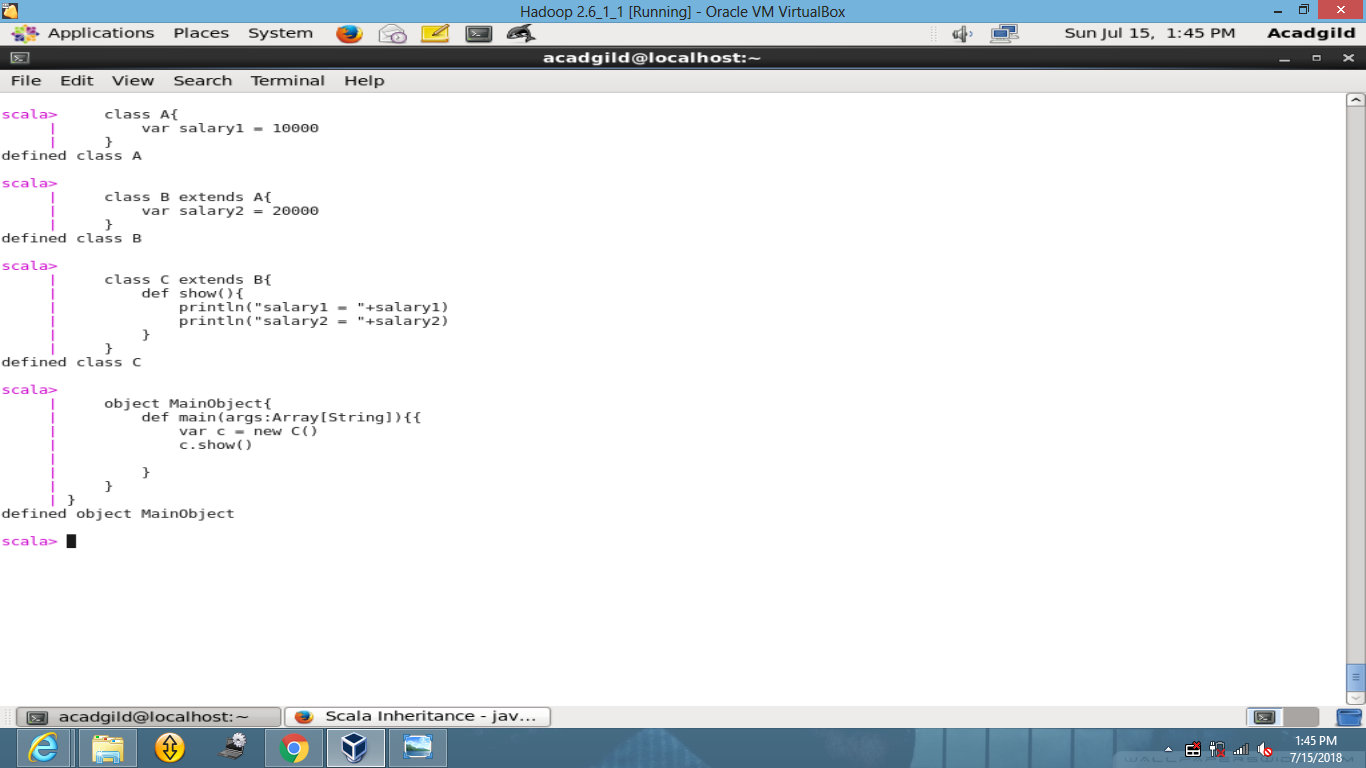 Hadoop 2.6_1_1 [Running] - Oracle VM VirtualBox
Applications Places System Sun Jul 15, 1:45 PM Acadgild
acadgild@localhost:~
File Edit View Search Terminal Help
scala>     class A{
     |         var salary1 = 10000
     |     }
defined class A
scala>
     |     class B extends A{
     |         var salary2 = 20000
     |     }
defined class B
scala>
     |     class C extends B{
     |         def show(){
     |             println("salary1 = "+salary1)
     |             println("salary2 = "+salary2)
     |         }
     |     }
defined class C
scala>
     |     object MainObject{
     |         def main(args:Array[String]){{
     |             var c = new C()
     |             c.show()
     |
     |         }
     |     }
     | }
defined object MainObject
scala>
acadgild@localhost:~ Scala Inheritance - jav...
1:45 PM
7/15/2018